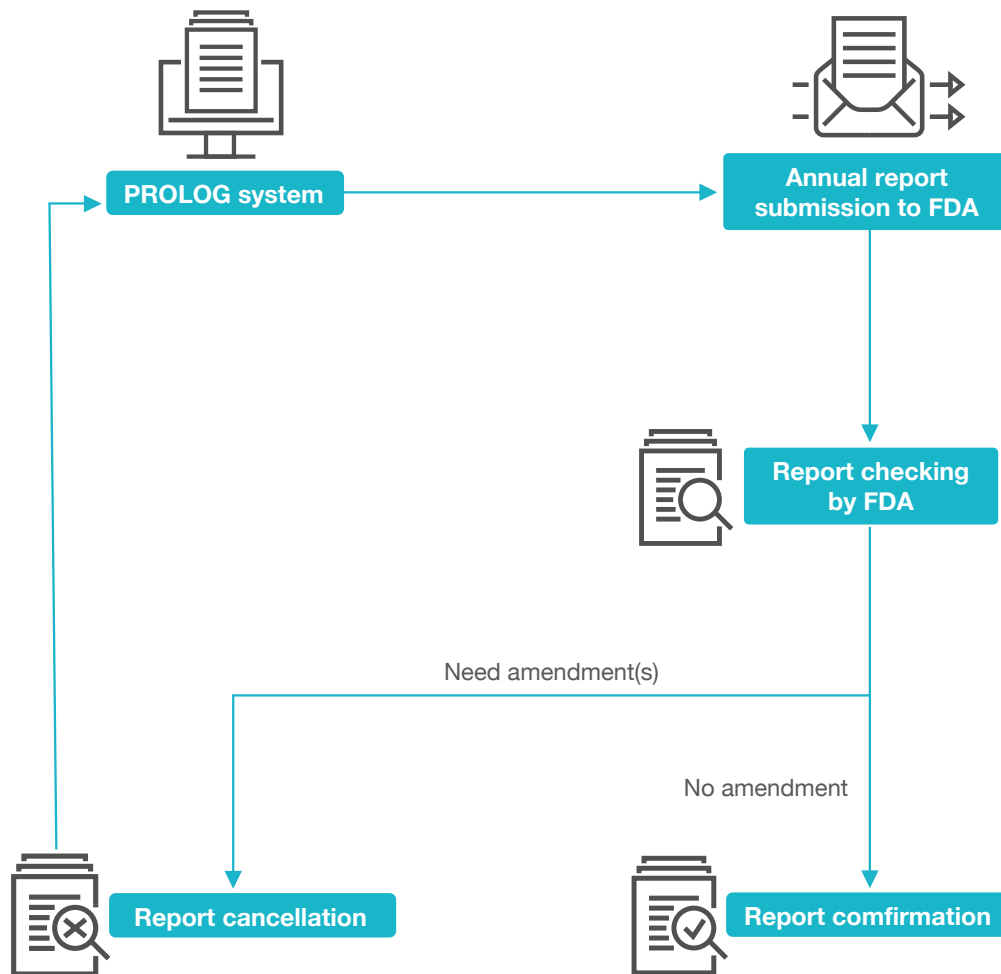 PROLOG system
Annual report
submission to FDA
Report checking
by FDA
Need amendment(s)
No amendment
Report cancellation
Report comfirmation